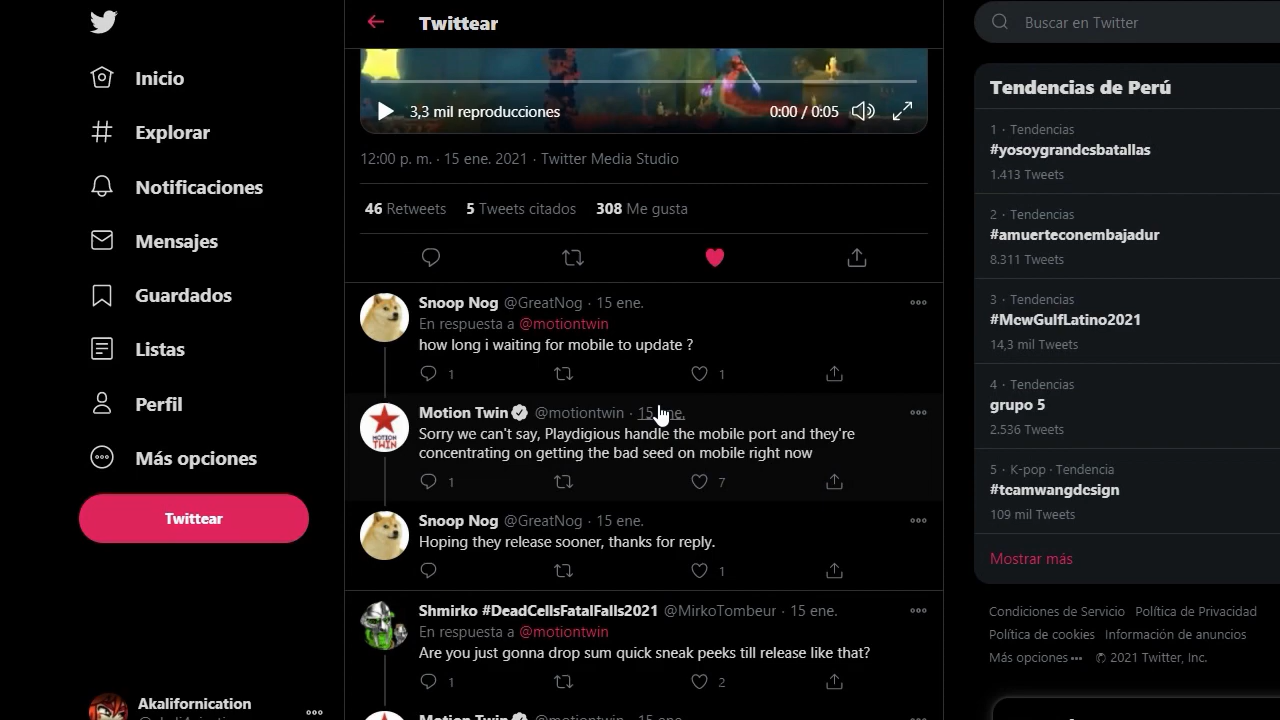 Inicio
Explorar
Notificaciones
Mensajes
Guardados
Listas
Perfil
Más opciones
Twittear
Akalifornication
Twittear
3,3 mil reproducciones
0:00 / 0:05
12:00 p. m. · 15 ene. 2021 · Twitter Media Studio
46 Retweets 5 Tweets citados 308 Me gusta
Snoop Nog @GreatNog · 15 ene.
En respuesta a @motiontwin
how long i waiting for mobile to update ?
1 1
MOTION
TWIN
Motion Twin @motiontwin · 15 ene.
Sorry we can't say, Playdigious handle the mobile port and they're
concentrating on getting the bad seed on mobile right now
1 7
Snoop Nog @GreatNog · 15 ene.
Hoping they release sooner, thanks for reply.
1
Shmirko #DeadCellsFatalFalls2021 @MirkoTombeur · 15 ene.
En respuesta a @motiontwin
Are you just gonna drop sum quick sneak peeks till release like that?
1 2
Motion Twin @motiontwin · 15 ene.
Buscar en Twitter
Tendencias de Perú
1 · Tendencias
#yosoygrandesbatallas
1.413 Tweets
2 · Tendencias
#amuerteconembajadur
8.311 Tweets
3 · Tendencias
#MewGulfLatino2021
14,3 mil Tweets
4 · Tendencias
grupo 5
2.536 Tweets
5 · K-pop · Tendencia
#teamwangdesign
109 mil Tweets
Mostrar más
Condiciones de Servicio Política de Privacidad
Política de cookies Información de anuncios
Más opciones ··· © 2021 Twitter, Inc.